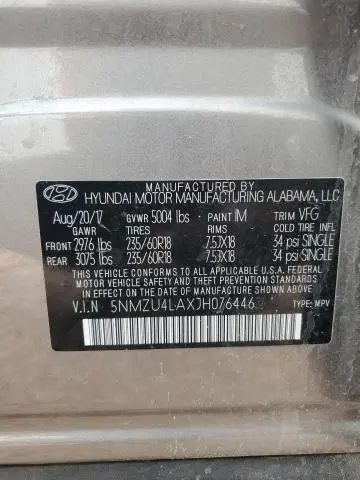 MANUFACTURED BY
HYUNDAI MOTOR MANUFACTURING ALABAMA, LLC
Aug/20/17 GVWR 5004 lbs PAINT IM TRIM VFG
GAWR TIRES RIMS COLD TIRE INFL
FRONT 2976 lbs 235/60R18 7.5JX18 34 psi SINGLE
REAR 3075 lbs 235/60R18 7.5JX18 34 psi SINGLE
THIS VEHICLE CONFORMS TO ALL APPLICABLE U.S.
FEDERAL MOTOR VEHICLE SAFETY AND THEFT PREVENTION
STANDARDS IN EFFECT ON THE DATE OF MANUFACTURE SHOWN ABOVE.
V.I.N 5NMZU4LAXJH076446 TYPE: MPV